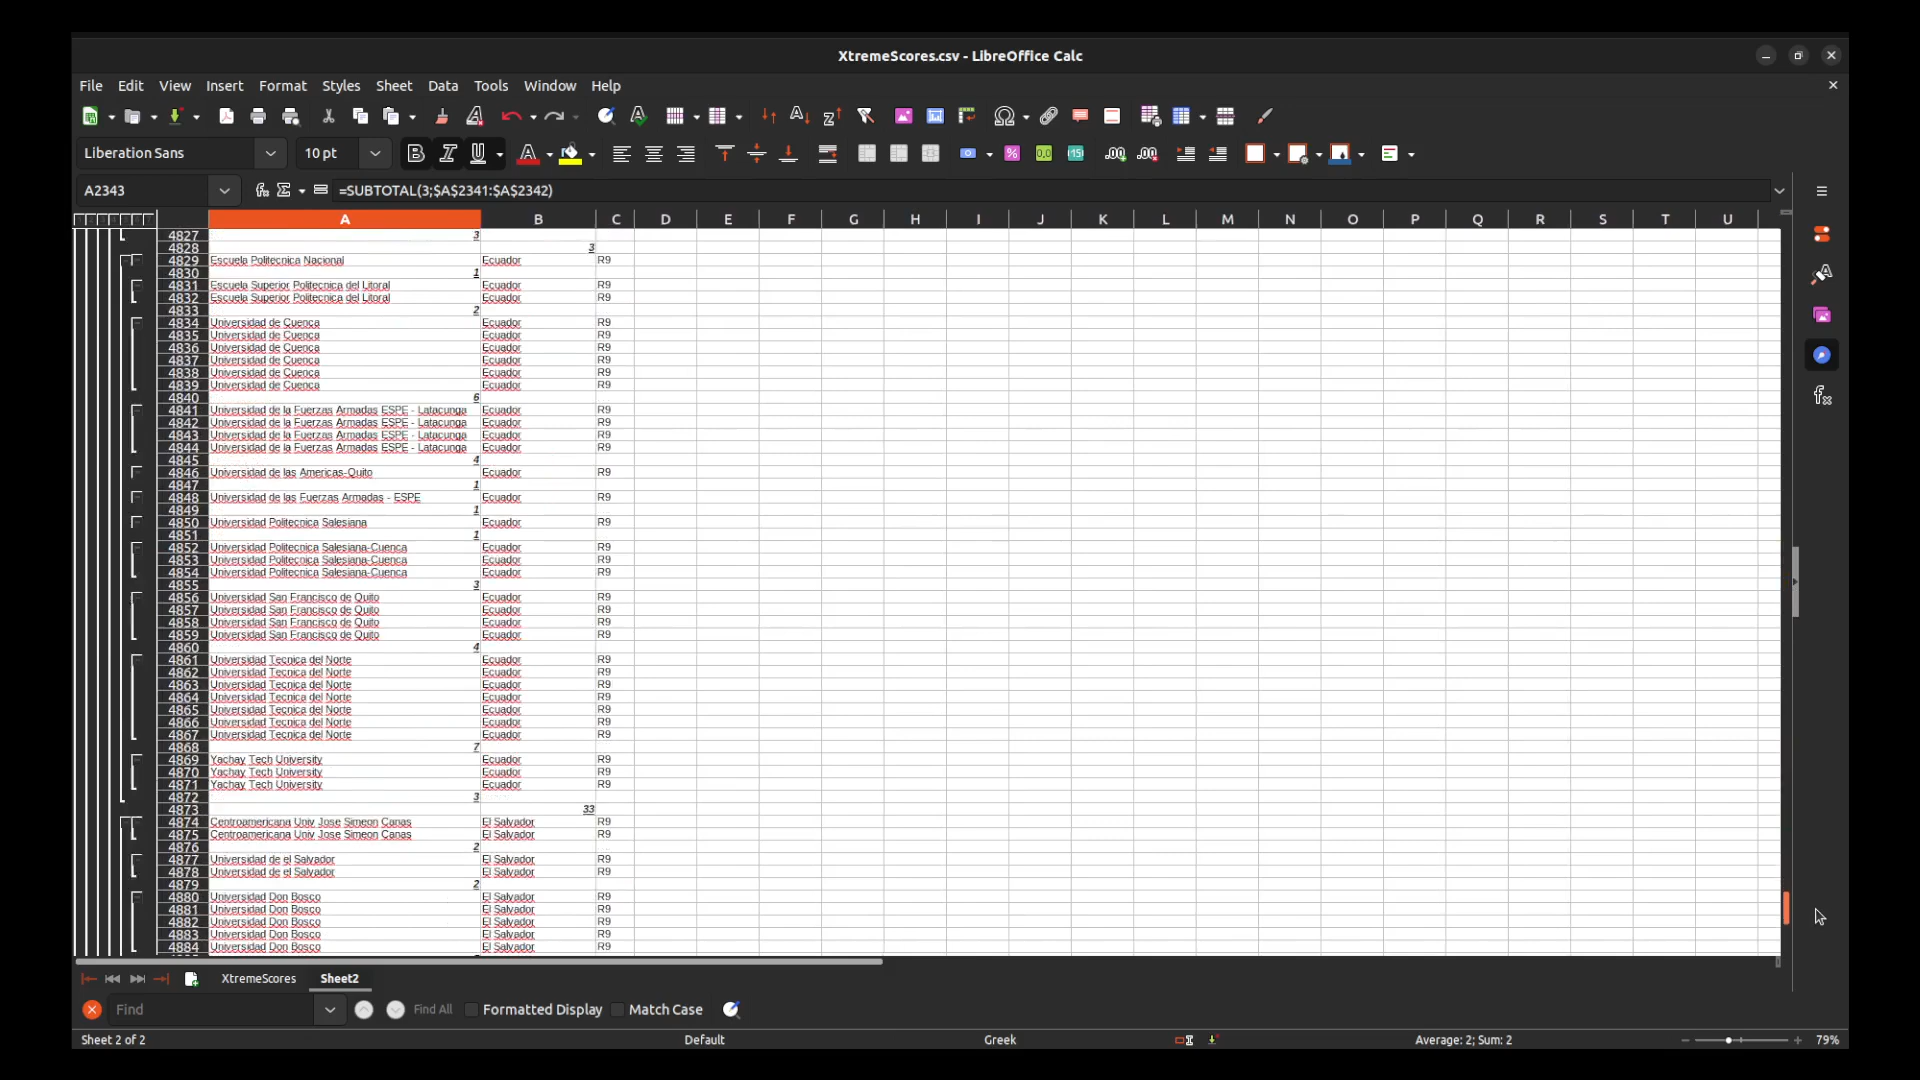 XtremeScores.csv - LibreOffice Calc
File Edit View Insert Format Styles Sheet Data Tools Window Help
Liberation Sans 10 pt
A2343 =SUBTOTAL(3;$A$2341:$A$2342)
A B C D E F G H I J K L M N O P Q R S T U
4827 3
4828 3
4829 Escuela Politecnica Nacional Ecuador R9
4830 1
4831 Escuela Superior Politecnica del Litoral Ecuador R9
4832 Escuela Superior Politecnica del Litoral Ecuador R9
4833 2
4834 Universidad de Cuenca Ecuador R9
4835 Universidad de Cuenca Ecuador R9
4836 Universidad de Cuenca Ecuador R9
4837 Universidad de Cuenca Ecuador R9
4838 Universidad de Cuenca Ecuador R9
4839 Universidad de Cuenca Ecuador R9
4840 6
4841 Universidad de la Fuerzas Armadas ESPE - Latacunga Ecuador R9
4842 Universidad de la Fuerzas Armadas ESPE - Latacunga Ecuador R9
4843 Universidad de la Fuerzas Armadas ESPE - Latacunga Ecuador R9
4844 Universidad de la Fuerzas Armadas ESPE - Latacunga Ecuador R9
4845 4
4846 Universidad de las Americas-Quito Ecuador R9
4847 1
4848 Universidad de las Fuerzas Armadas - ESPE Ecuador R9
4849 1
4850 Universidad Politecnica Salesiana Ecuador R9
4851 1
4852 Universidad Politecnica Salesiana-Cuenca Ecuador R9
4853 Universidad Politecnica Salesiana-Cuenca Ecuador R9
4854 Universidad Politecnica Salesiana-Cuenca Ecuador R9
4855 3
4856 Universidad San Francisco de Quito Ecuador R9
4857 Universidad San Francisco de Quito Ecuador R9
4858 Universidad San Francisco de Quito Ecuador R9
4859 Universidad San Francisco de Quito Ecuador R9
4860 4
4861 Universidad Tecnica del Norte Ecuador R9
4862 Universidad Tecnica del Norte Ecuador R9
4863 Universidad Tecnica del Norte Ecuador R9
4864 Universidad Tecnica del Norte Ecuador R9
4865 Universidad Tecnica del Norte Ecuador R9
4866 Universidad Tecnica del Norte Ecuador R9
4867 Universidad Tecnica del Norte Ecuador R9
4868 7
4869 Yachay Tech University Ecuador R9
4870 Yachay Tech University Ecuador R9
4871 Yachay Tech University Ecuador R9
4872 3
4873 33
4874 Centroamericana Univ Jose Simeon Canas El Salvador R9
4875 Centroamericana Univ Jose Simeon Canas El Salvador R9
4876 2
4877 Universidad de el Salvador El Salvador R9
4878 Universidad de el Salvador El Salvador R9
4879 2
4880 Universidad Don Bosco El Salvador R9
4881 Universidad Don Bosco El Salvador R9
4882 Universidad Don Bosco El Salvador R9
4883 Universidad Don Bosco El Salvador R9
4884 Universidad Don Bosco El Salvador R9
XtremeScores Sheet2
Find Find All Formatted Display Match Case
Sheet 2 of 2 Default Greek Average: 2; Sum: 2 79%